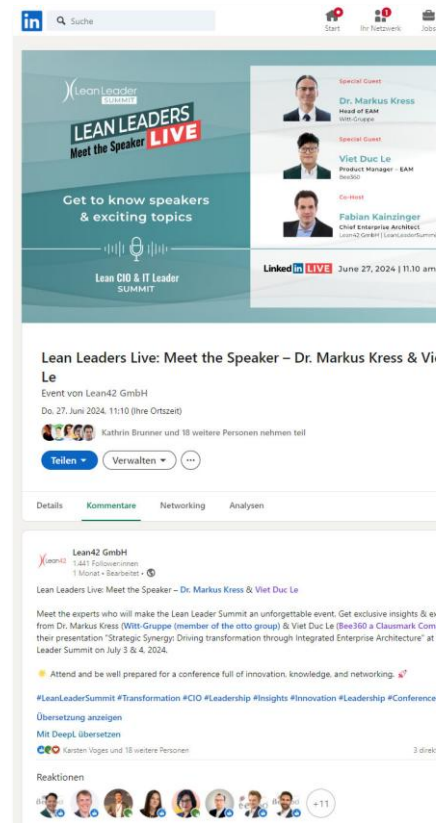 in
Suche
Start
Ihr Netzwerk
Jobs
Lean Leader
SUMMIT
LEAN LEADERS
Meet the Speaker LIVE
Get to know speakers
& exciting topics
Lean CIO & IT Leader
SUMMIT
Special Guest
Dr. Markus Kress
Head of EAM
Witt-Gruppe
Special Guest
Viet Duc Le
Product Manager - EAM
Bee360
Co-Host
Fabian Kainzinger
Chief Enterprise Architect
Lean42 GmbH | LeanLeaderSummit
Linked in LIVE June 27, 2024 | 11.10 am
Lean Leaders Live: Meet the Speaker – Dr. Markus Kress &
Le
Event von Lean42 GmbH
Do. 27. Juni 2024, 11:10 (Ihre Ortszeit)
Kathrin Brunner und 18 weitere Personen nehmen teil
Teilen
Verwalten
Details Kommentare Networking Analysen
Lean42
Lean42 GmbH
1.441 Follower:innen
1 Monat • Bearbeitet •
Lean Leaders Live: Meet the Speaker – Dr. Markus Kress & Viet Duc Le
Meet the experts who will make the Lean Leader Summit an unforgettable event. Get exclusive insights &
from Dr. Markus Kress (Witt-Gruppe (member of the otto group) & Viet Duc Le (Bee360 a Clausmark
their presentation "Strategic Synergy: Driving transformation through Integrated Enterprise Architecture" at
Leader Summit on July 3 & 4, 2024.
Attend and be well prepared for a conference full of innovation, knowledge, and networking.
#LeanLeaderSummit #Transformation #CIO #Leadership #Insights #Innovation #Leadership #Conference
Übersetzung anzeigen
Mit DeepL übersetzen
Karsten Voges und 18 weitere Personen
3
Reaktionen
+11